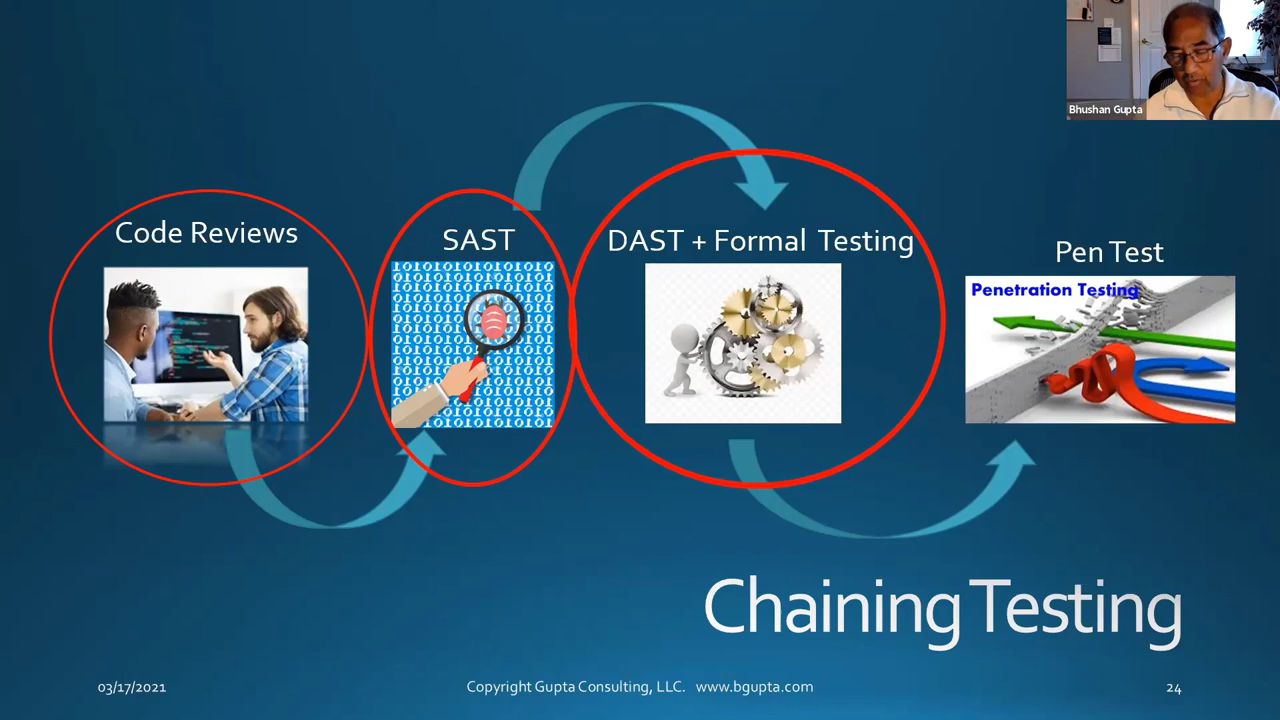 Bhushan Gupta
Code Reviews
SAST
DAST + Formal Testing
Pen Test
Penetration Testing
Chaining Testing
03/17/2021
Copyright Gupta Consulting, LLC. www.bgupta.com
24